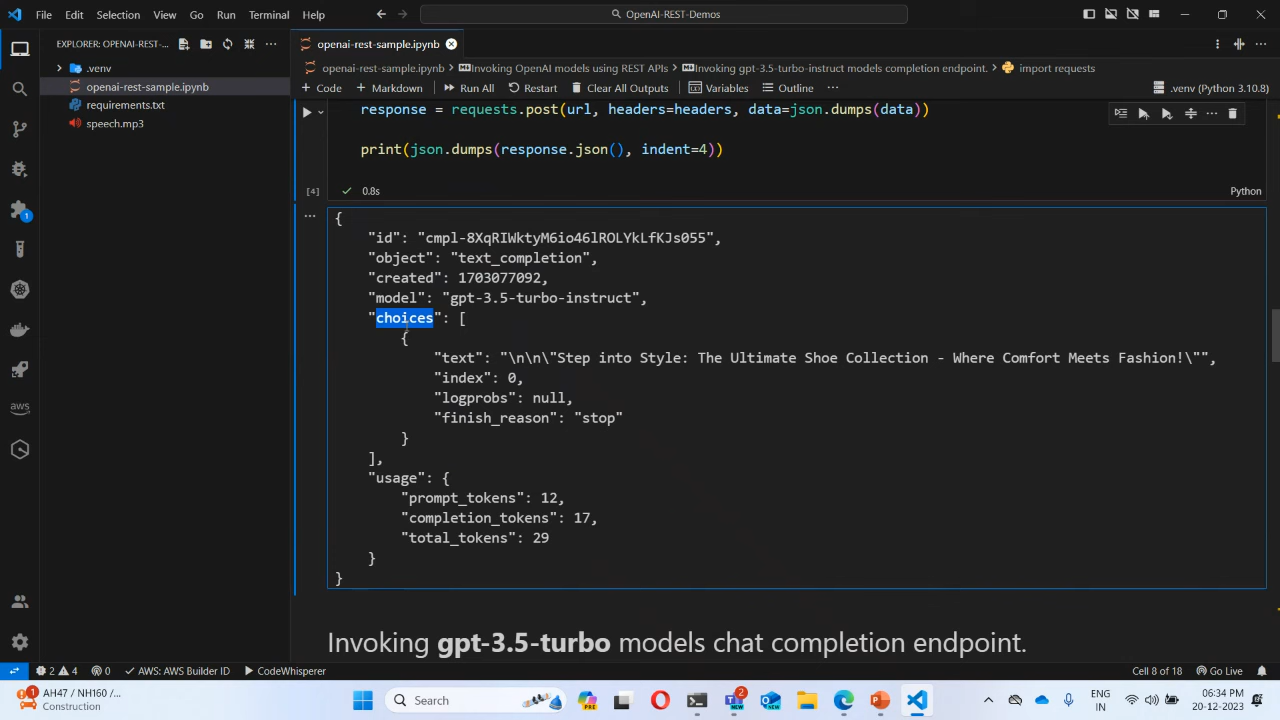 File Edit Selection View Go Run Terminal Help
OpenAI-REST-Demos
EXPLORER: OPENAI-REST-...
.venv
openai-rest-sample.ipynb
requirements.txt
speech.mp3
openai-rest-sample.ipynb
openai-rest-sample.ipynb > Invoking OpenAI models using REST APIs > Invoking gpt-3.5-turbo-instruct models completion endpoint. > import requests
+ Code + Markdown Run All Restart Clear All Outputs Variables Outline ... .venv (Python 3.10.8)
response = requests.post(url, headers=headers, data=json.dumps(data))
print(json.dumps(response.json(), indent=4))
[4] 0.8s Python
{
"id": "cmpl-8XqRIWktyM6io46lROLYkLfKJs055",
"object": "text_completion",
"created": 1703077092,
"model": "gpt-3.5-turbo-instruct",
"choices": [
{
"text": "\n\n\"Step into Style: The Ultimate Shoe Collection - Where Comfort Meets Fashion!\"",
"index": 0,
"logprobs": null,
"finish_reason": "stop"
}
],
"usage": {
"prompt_tokens": 12,
"completion_tokens": 17,
"total_tokens": 29
}
}
Invoking gpt-3.5-turbo models chat completion endpoint.
aws
1
2 4 0 AWS: AWS Builder ID CodeWhisperer Cell 8 of 18 Go Live
1
AH47 / NH160 /...
Construction
Search
PRE
2
NEW
NEW
ENG
IN
06:34 PM
20-12-2023